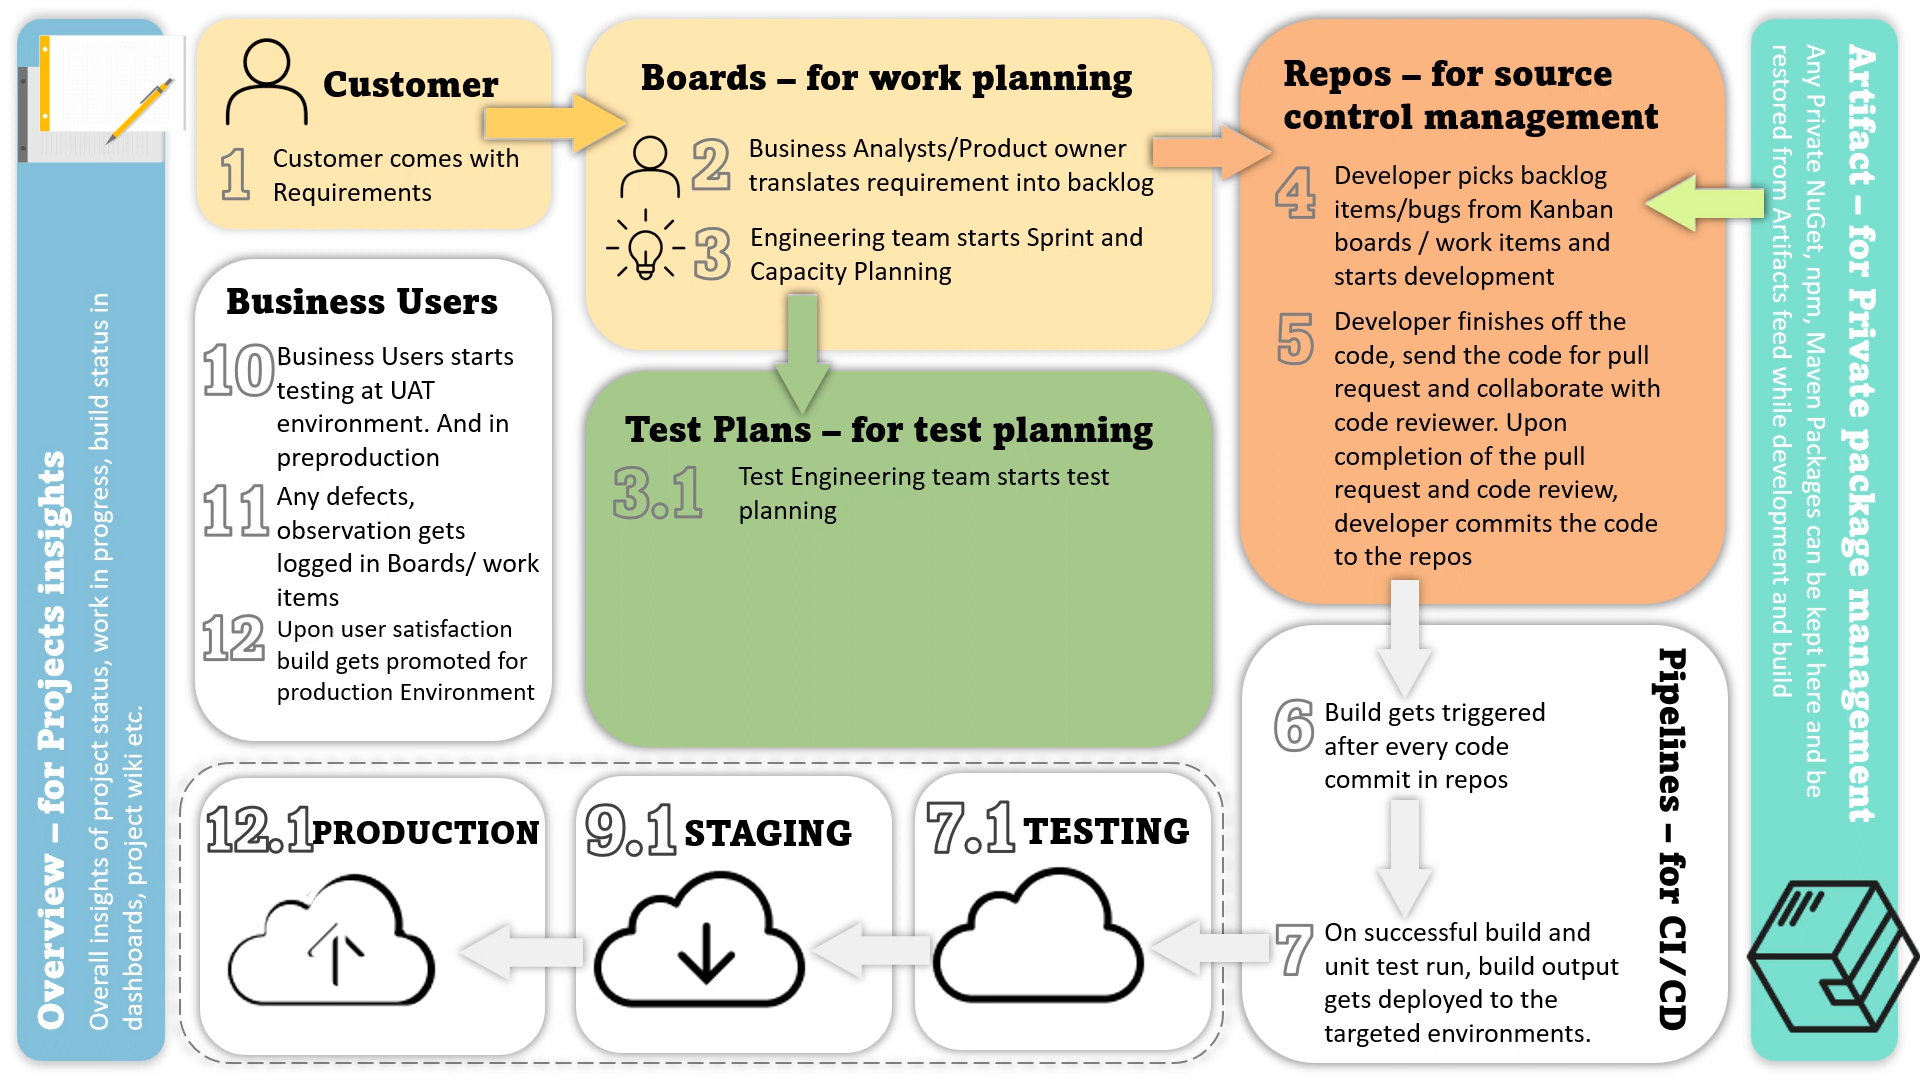 Overview – for Projects insights
Overall insights of project status, work in progress, build status in
dashboards, project wiki etc.
Customer
1
Customer comes with
Requirements
Boards – for work planning
2
Business Analysts/Product owner
translates requirement into backlog
3
Engineering team starts Sprint and
Capacity Planning
Test Plans – for test planning
3.1
Test Engineering team starts test
planning
Repos – for source
control management
4
Developer picks backlog
items/bugs from Kanban
boards / work items and
starts development
5
Developer finishes off the
code, send the code for pull
request and collaborate with
code reviewer. Upon
completion of the pull
request and code review,
developer commits the code
to the repos
Artifact – for Private package management
Any Private NuGet, npm, Maven Packages can be kept here and be
restored from Artifacts feed while development and build
Pipelines – for CI/CD
6
Build gets triggered
after every code
commit in repos
7
On successful build and
unit test run, build output
gets deployed to the
targeted environments.
7.1 TESTING
9.1 STAGING
Business Users
10
Business Users starts
testing at UAT
environment. And in
preproduction
11
Any defects,
observation gets
logged in Boards/ work
items
12
Upon user satisfaction
build gets promoted for
production Environment
12.1 PRODUCTION